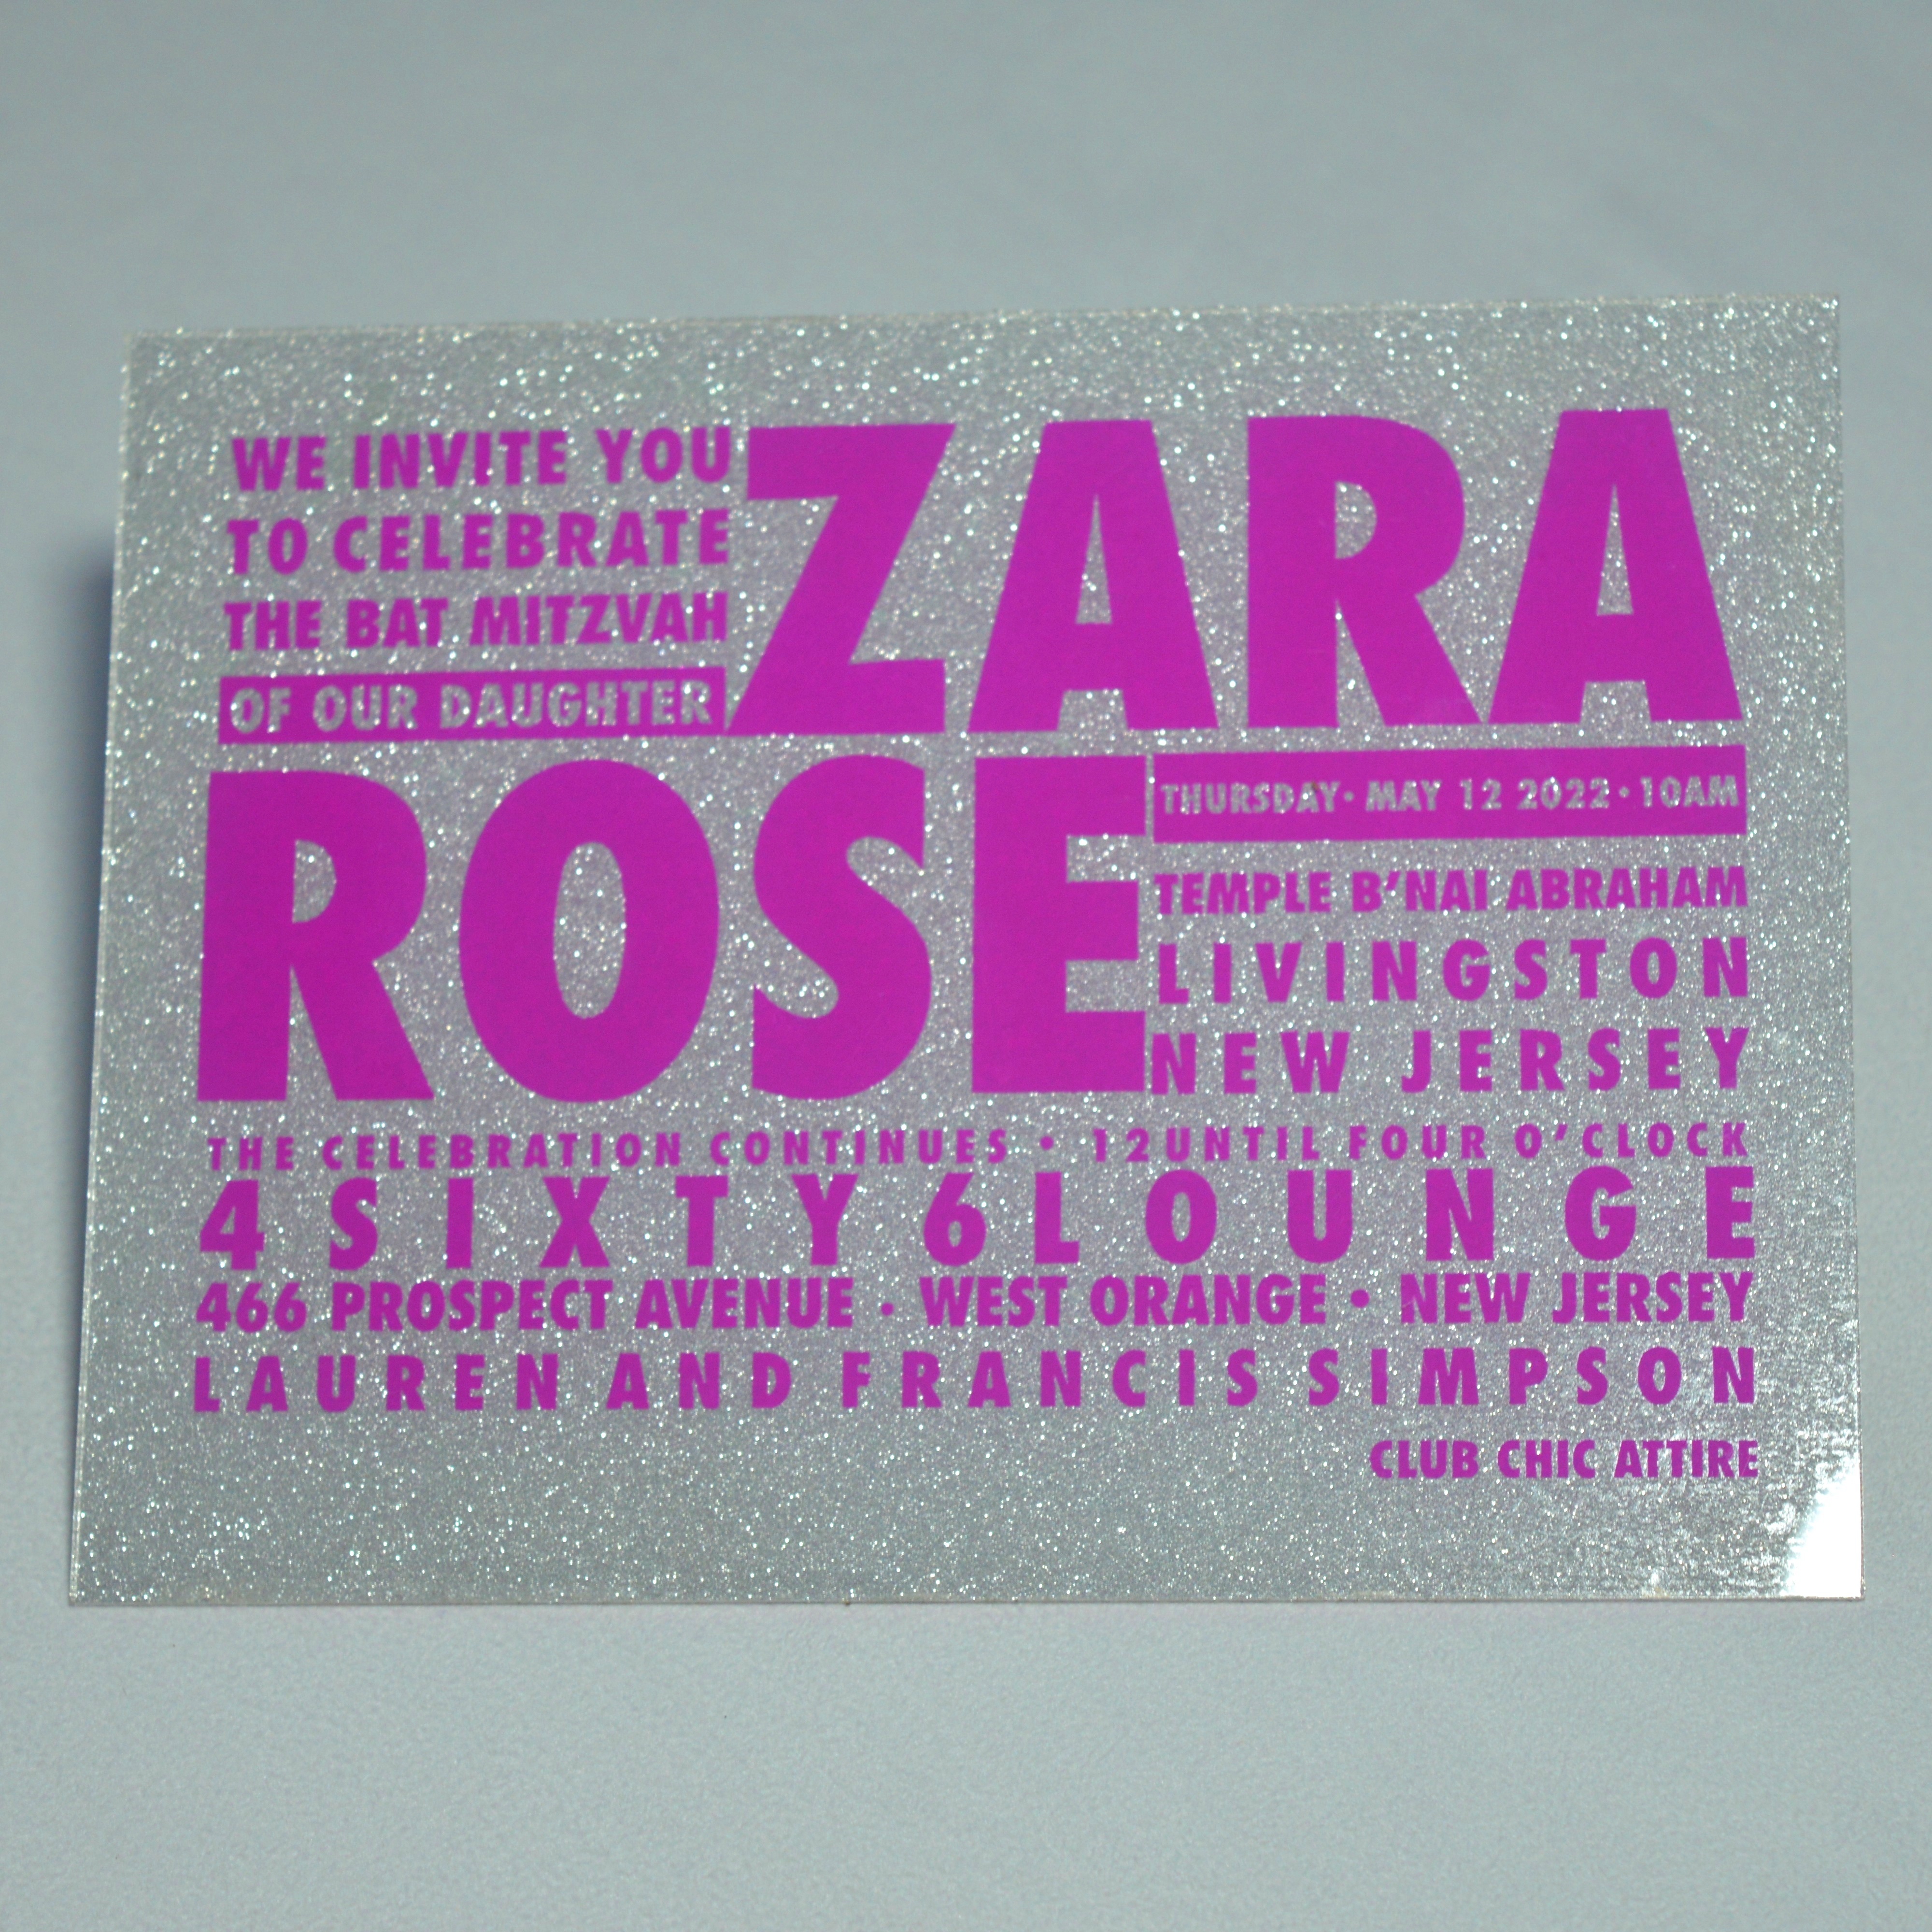 WE INVITE YOU
TO CELEBRATE
THE BAT MITZVAH
OF OUR DAUGHTER
ZARA
ROSE
THURSDAY• MAY 12 2022 • 10AM
TEMPLE B'NAI ABRAHAM
LIVINGSTON
NEW JERSEY
THE CELEBRATION CONTINUES • 12UNTIL FOUR O'CLOCK
4SIXTY6LOUNGE
466 PROSPECT AVENUE • WEST ORANGE • NEW JERSEY
LAUREN AND FRANCIS SIMPSON
CLUB CHIC ATTIRE